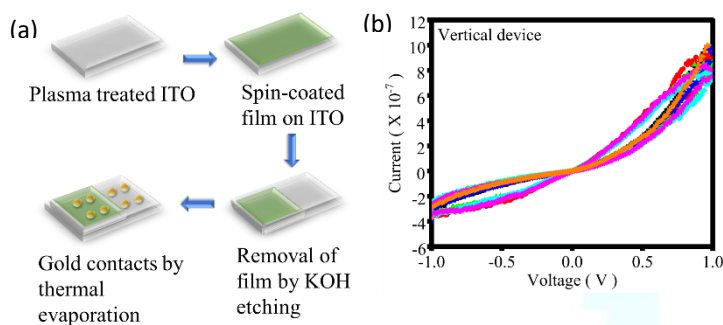 (a)
Plasma treated ITO
Spin-coated
film on ITO
Gold contacts by
thermal
evaporation
Removal of
film by KOH
etching
(b)
Vertical device
Current ( X 10⁻⁷)
12
10
8
6
4
2
0
-2
-4
-6
-1.0
-0.5
0.0
0.5
1.0
Voltage ( V )